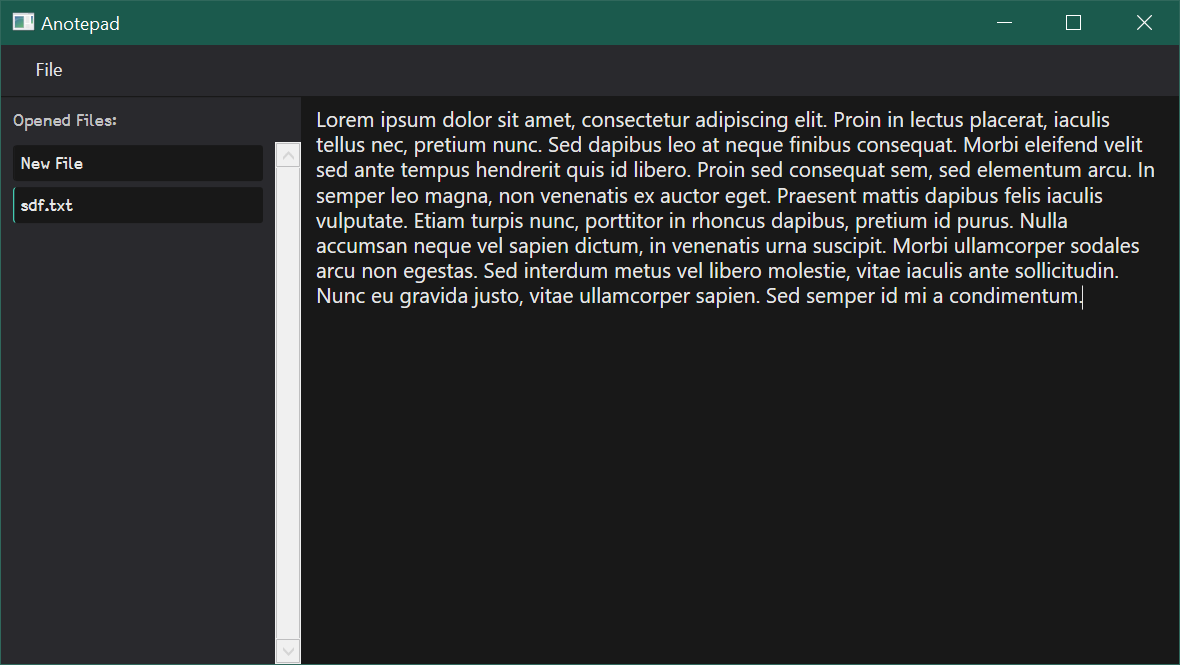 Anotepad
File
Opened Files:
New File
sdf.txt
Lorem ipsum dolor sit amet, consectetur adipiscing elit. Proin in lectus placerat, iaculis
tellus nec, pretium nunc. Sed dapibus leo at neque finibus consequat. Morbi eleifend velit
sed ante tempus hendrerit quis id libero. Proin sed consequat sem, sed elementum arcu. In
semper leo magna, non venenatis ex auctor eget. Praesent mattis dapibus felis iaculis
vulputate. Etiam turpis nunc, porttitor in rhoncus dapibus, pretium id purus. Nulla
accumsan neque vel sapien dictum, in venenatis urna suscipit. Morbi ullamcorper sodales
arcu non egestas. Sed interdum metus vel libero molestie, vitae iaculis ante sollicitudin.
Nunc eu gravida justo, vitae ullamcorper sapien. Sed semper id mi a condimentum.